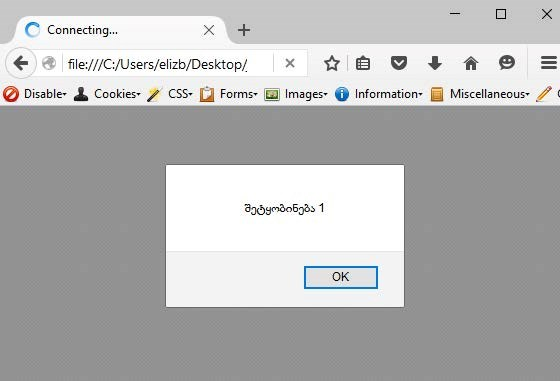 Connecting...
file:///C:/Users/elizb/Desktop/
Disable Cookies CSS Forms Images Information Miscellaneous
შეტყობინება 1
OK